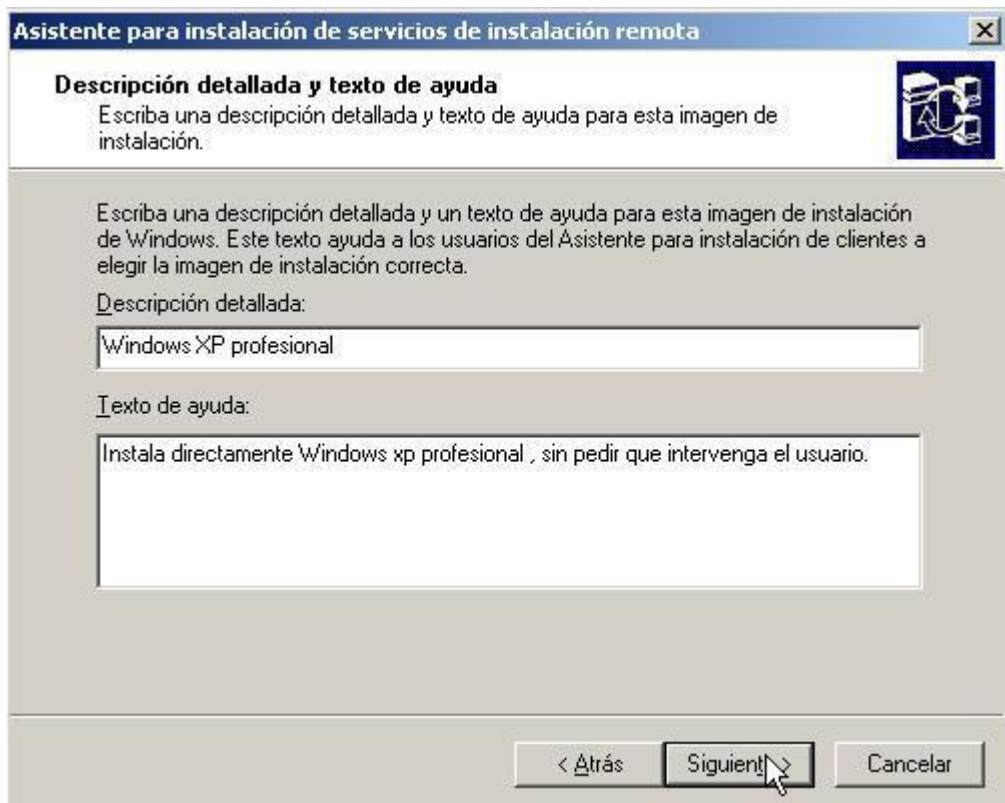 Asistente para instalación de servicios de instalación remota
Descripción detallada y texto de ayuda
Escriba una descripción detallada y texto de ayuda para esta imagen de
instalación.
Escriba una descripción detallada y un texto de ayuda para esta imagen de instalación
de Windows. Este texto ayuda a los usuarios del Asistente para instalación de clientes a
elegir la imagen de instalación correcta.
Descripción detallada:
Windows XP profesional
Texto de ayuda:
Instala directamente Windows xp profesional , sin pedir que intervenga el usuario.
< Atrás
Siguiente >
Cancelar